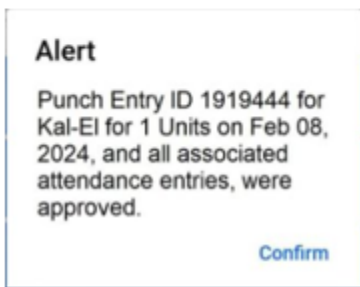 Alert
Punch Entry ID 1919444 for
Kal-El for 1 Units on Feb 08,
2024, and all associated
attendance entries, were
approved.
Confirm